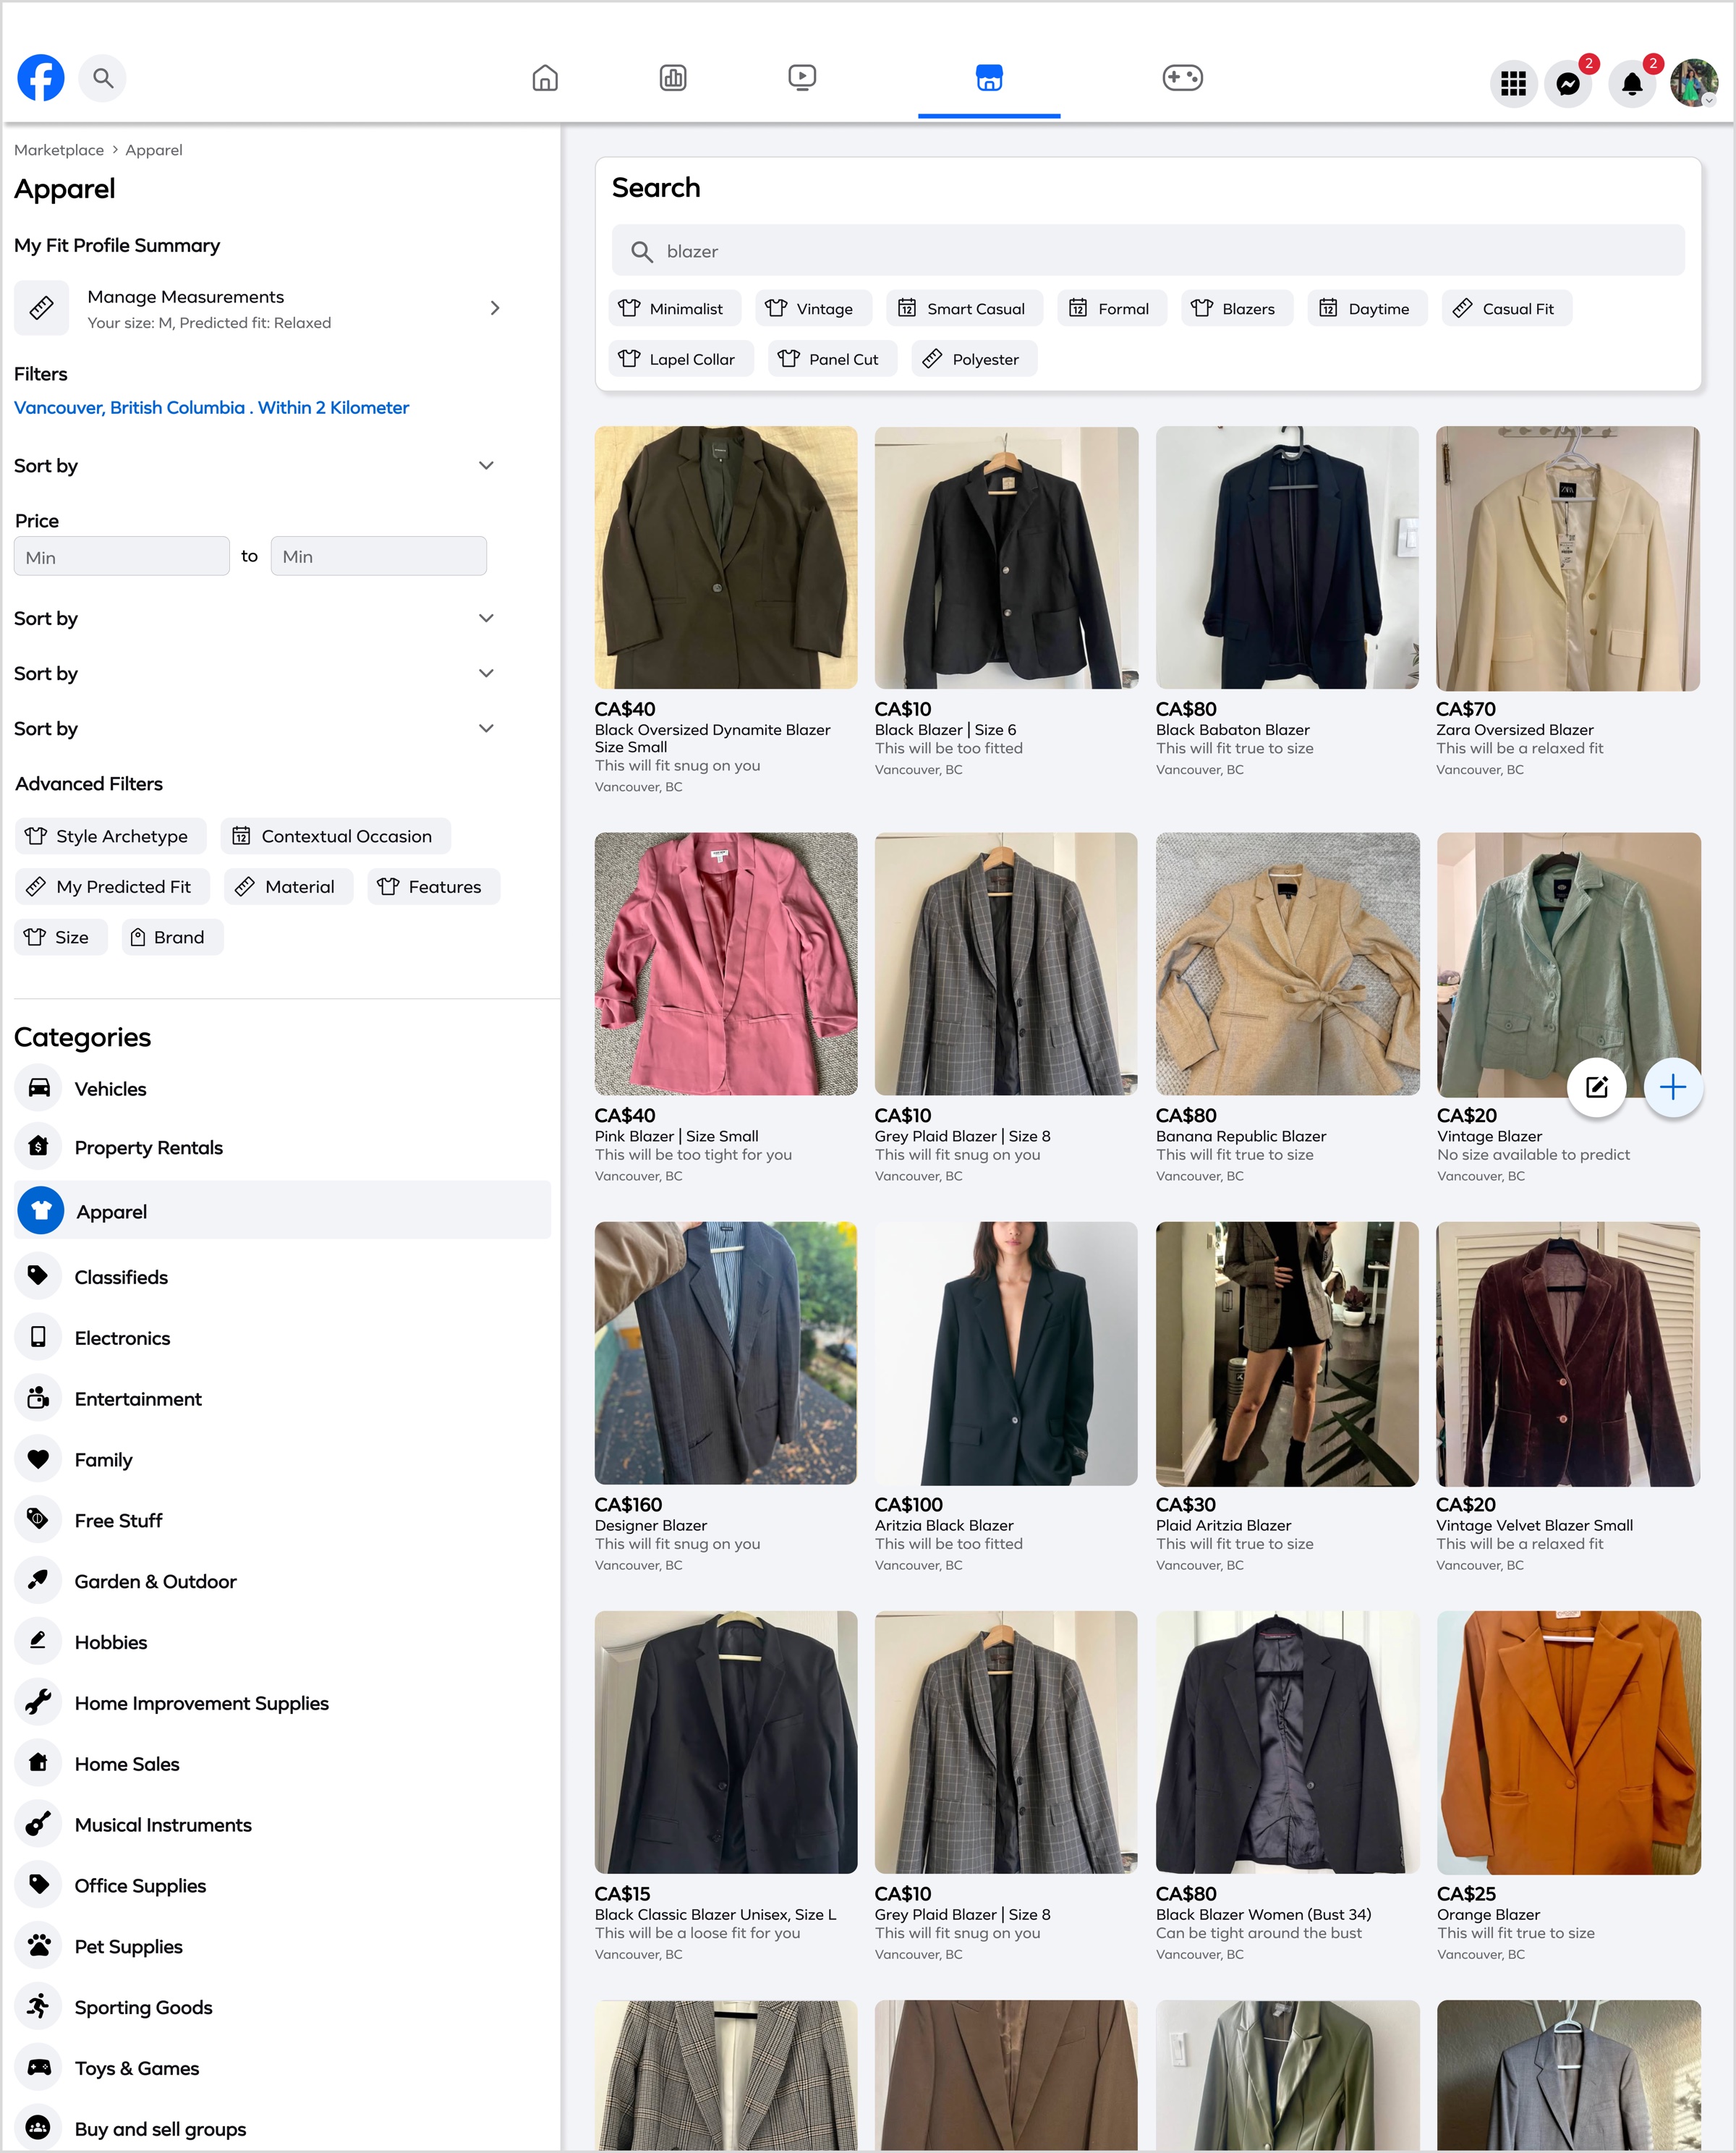 2
2
Marketplace > Apparel
Apparel
My Fit Profile Summary
Manage Measurements
Your size: M, Predicted fit: Relaxed
Filters
Vancouver, British Columbia . Within 2 Kilometer
Sort by
Price
Min to Min
Sort by
Sort by
Sort by
Advanced Filters
Style Archetype
Contextual Occasion
My Predicted Fit
Material
Features
Size
Brand
Categories
Vehicles
Property Rentals
Apparel
Classifieds
Electronics
Entertainment
Family
Free Stuff
Garden & Outdoor
Hobbies
Home Improvement Supplies
Home Sales
Musical Instruments
Office Supplies
Pet Supplies
Sporting Goods
Toys & Games
Buy and sell groups
Search
blazer
Minimalist
Vintage
Smart Casual
Formal
Blazers
Daytime
Casual Fit
Lapel Collar
Panel Cut
Polyester
ZARA
CA$40
Black Oversized Dynamite Blazer
Size Small
This will fit snug on you
Vancouver, BC
CA$10
Black Blazer | Size 6
This will be too fitted
Vancouver, BC
CA$80
Black Babaton Blazer
This will fit true to size
Vancouver, BC
CA$70
Zara Oversized Blazer
This will be a relaxed fit
Vancouver, BC
CA$40
Pink Blazer | Size Small
This will be too tight for you
Vancouver, BC
CA$10
Grey Plaid Blazer | Size 8
This will fit snug on you
Vancouver, BC
CA$80
Banana Republic Blazer
This will fit true to size
Vancouver, BC
CA$20
Vintage Blazer
No size available to predict
Vancouver, BC
CA$160
Designer Blazer
This will fit snug on you
Vancouver, BC
CA$100
Aritzia Black Blazer
This will be too fitted
Vancouver, BC
CA$30
Plaid Aritzia Blazer
This will fit true to size
Vancouver, BC
CA$20
Vintage Velvet Blazer Small
This will be a relaxed fit
Vancouver, BC
CA$15
Black Classic Blazer Unisex, Size L
This will be a loose fit for you
Vancouver, BC
CA$10
Grey Plaid Blazer | Size 8
This will fit snug on you
Vancouver, BC
CA$80
Black Blazer Women (Bust 34)
Can be tight around the bust
Vancouver, BC
CA$25
Orange Blazer
This will fit true to size
Vancouver, BC